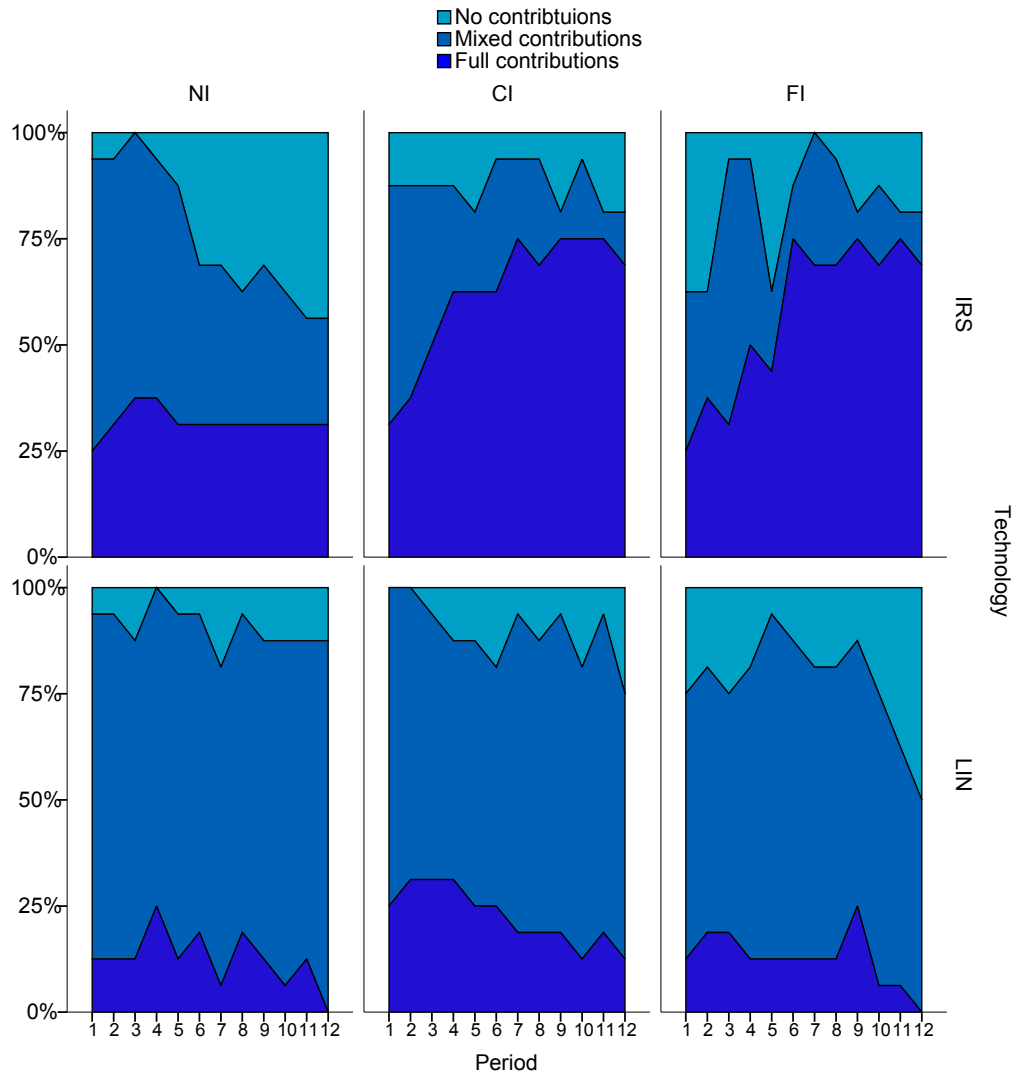 No contribtuions
Mixed contributions
Full contributions
NI CI FI
100%
75%
50%
25%
0%
IRS
Technology
100%
75%
50%
25%
0%
LIN
1 2 3 4 5 6 7 8 9 10 11 12 1 2 3 4 5 6 7 8 9 10 11 12 1 2 3 4 5 6 7 8 9 10 11 12
Period